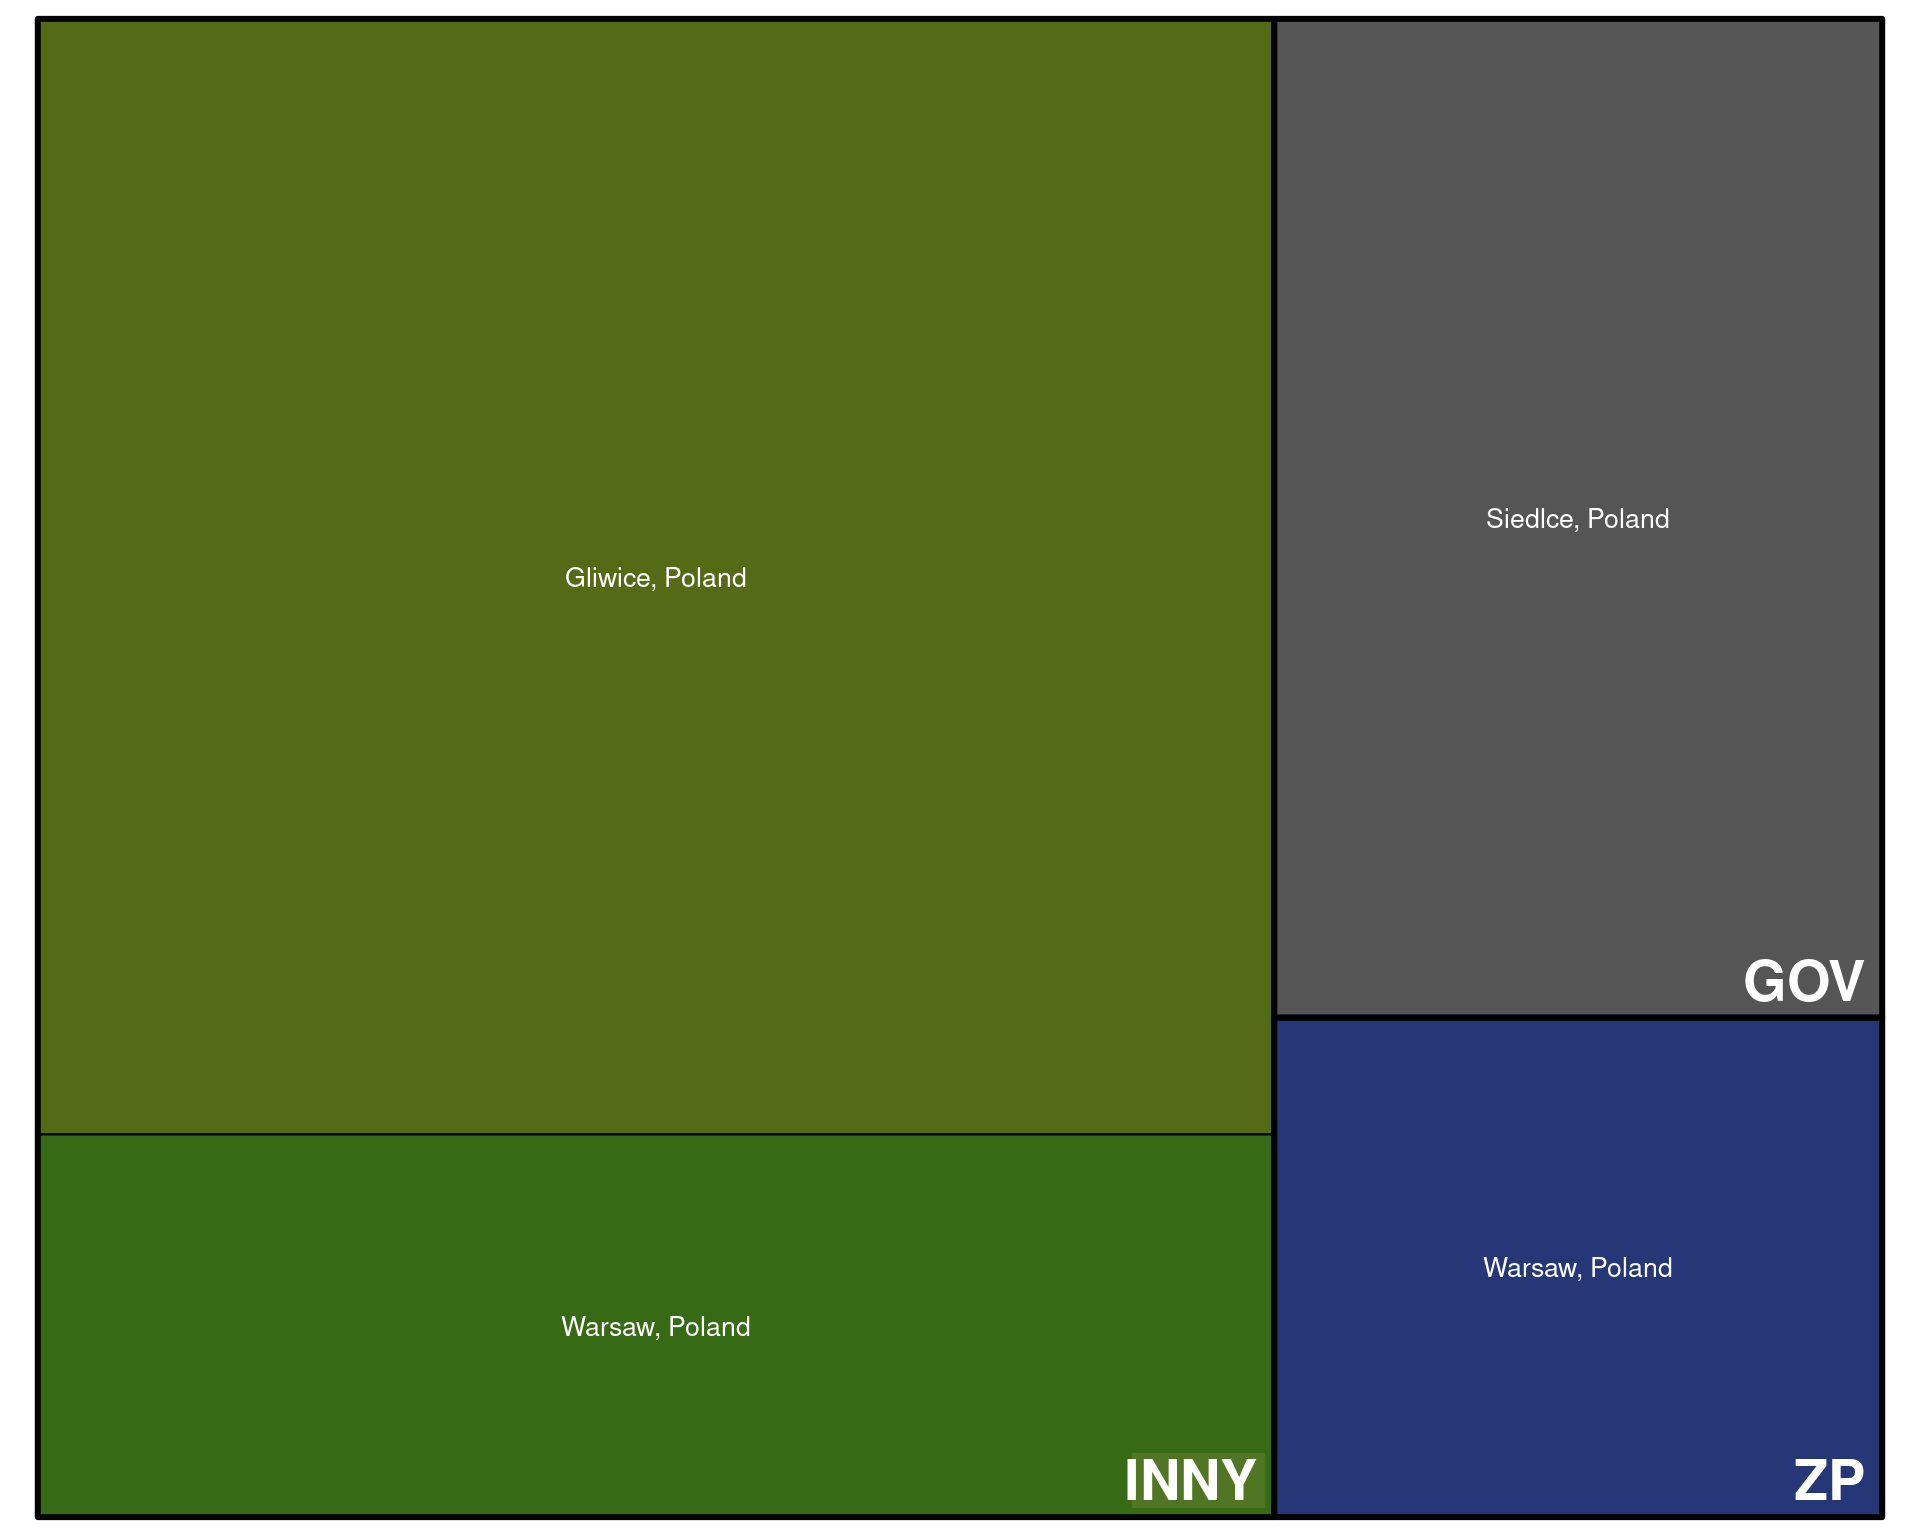 Gliwice, Poland
Siedlce, Poland
GOV
Warsaw, Poland
INNY
Warsaw, Poland
ZP